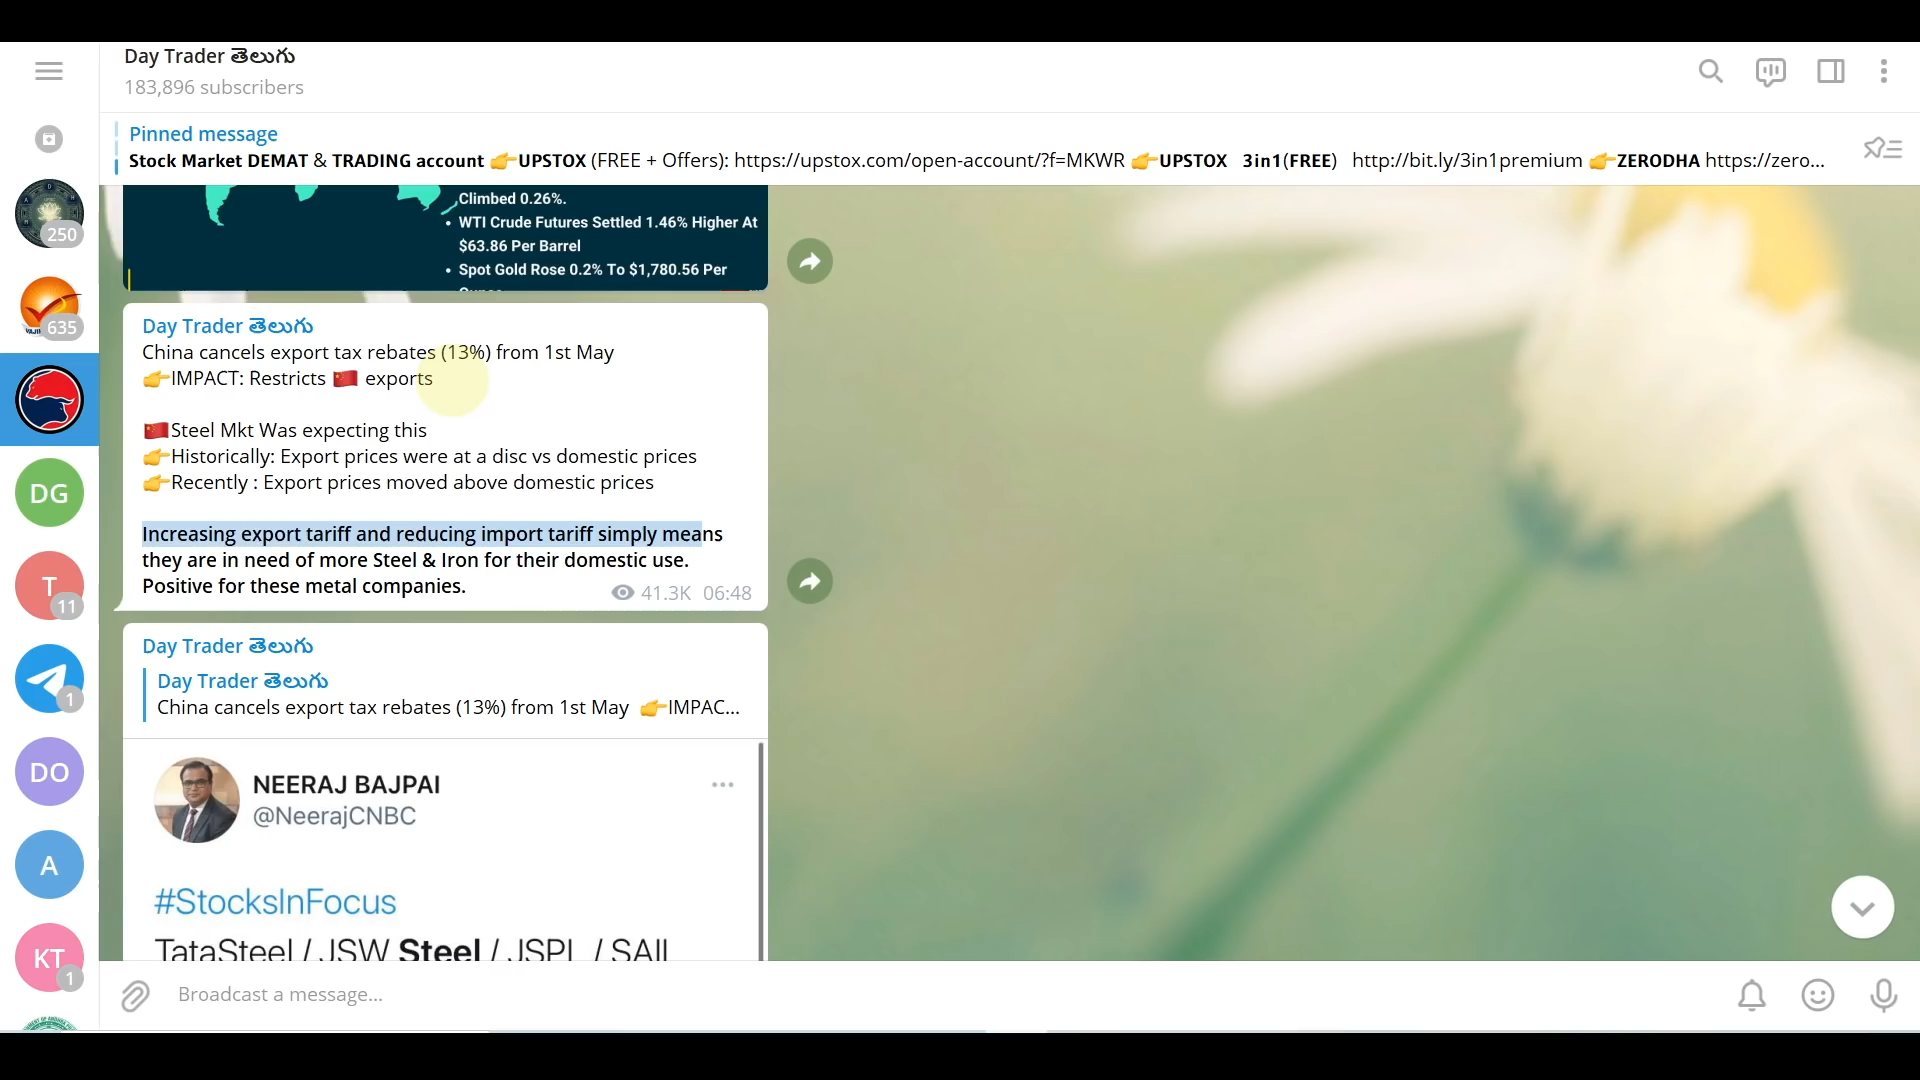 Day Trader తెలుగు
183,896 subscribers
Pinned message
Stock Market DEMAT & TRADING account 👉UPSTOX (FREE + Offers): https://upstox.com/open-account/?f=MKWR 👉UPSTOX 3in1(FREE) http://bit.ly/3in1premium 👉ZERODHA https://zero...
Climbed 0.26%.
• WTI Crude Futures Settled 1.46% Higher At
$63.86 Per Barrel
• Spot Gold Rose 0.2% To $1,780.56 Per
Day Trader తెలుగు
China cancels export tax rebates (13%) from 1st May
👉IMPACT: Restricts 🇨🇳 exports
🇨🇳Steel Mkt Was expecting this
👉Historically: Export prices were at a disc vs domestic prices
👉Recently : Export prices moved above domestic prices
Increasing export tariff and reducing import tariff simply means
they are in need of more Steel & Iron for their domestic use.
Positive for these metal companies.
41.3K 06:48
Day Trader తెలుగు
Day Trader తెలుగు
China cancels export tax rebates (13%) from 1st May 👉IMPAC...
NEERAJ BAJPAI
@NeerajCNBC
#StocksInFocus
TataSteel / JSW Steel / JSPL / SAIL
Broadcast a message...
250
635
DG
T
11
1
DO
A
KT
1